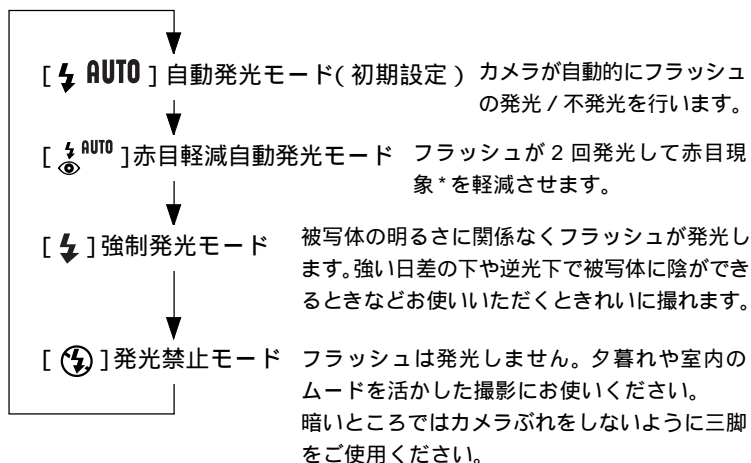 [ AUTO ] 自動発光モード(初期設定) カメラが自動的にフラッシュ
の発光/不発光を行います。
[ AUTO ]赤目軽減自動発光モード フラッシュが2回発光して赤目現
象*を軽減させます。
[ ]強制発光モード 被写体の明るさに関係なくフラッシュが発光し
ます。強い日差の下や逆光下で被写体に陰ができ
るときなどお使いいただくときれいに撮れます。
[ ]発光禁止モード フラッシュは発光しません。夕暮れや室内の
ムードを活かした撮影にお使いください。
暗いところではカメラぶれをしないように三脚
をご使用ください。